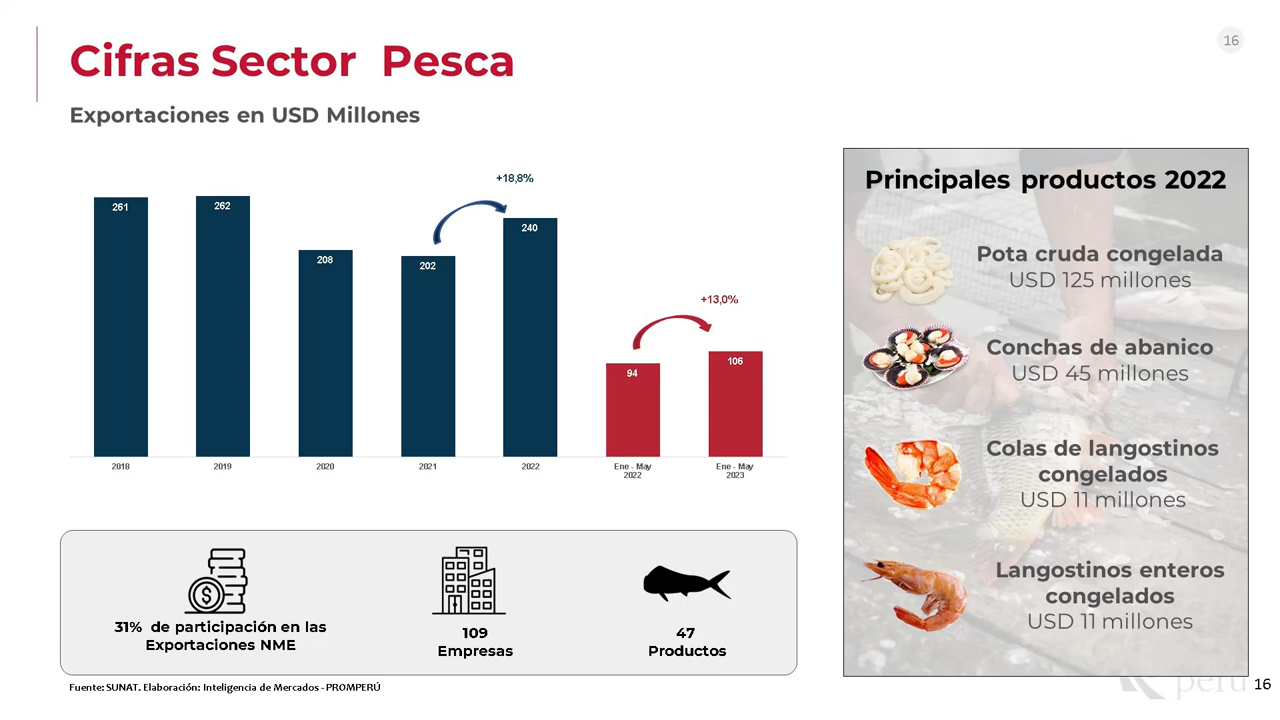 16
Cifras Sector Pesca
Exportaciones en USD Millones
+18,8%
261
262
208
202
240
+13,0%
94
106
2018
2019
2020
2021
2022
Ene - May
2022
Ene - May
2023
Principales productos 2022
Pota cruda congelada
USD 125 millones
Conchas de abanico
USD 45 millones
Colas de langostinos
congelados
USD 11 millones
Langostinos enteros
congelados
USD 11 millones
31% de participación en las
Exportaciones NME
109
Empresas
47
Productos
Fuente: SUNAT. Elaboración: Inteligencia de Mercados - PROMPERÚ
perú
16